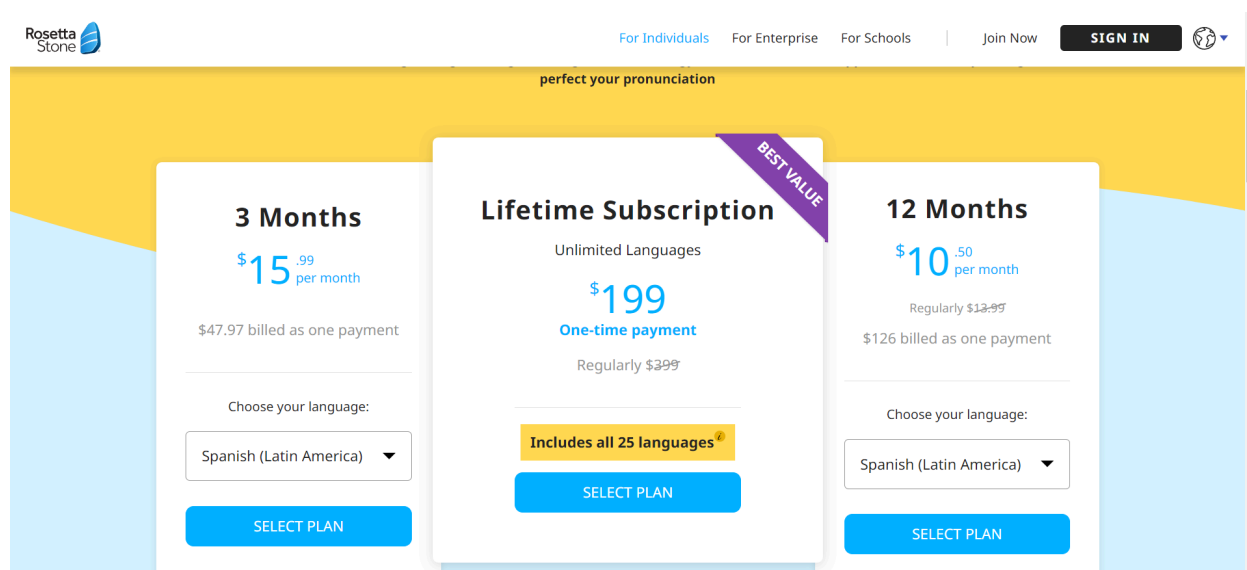 Rosetta
Stone
For Individuals
For Enterprise
For Schools
Join Now
SIGN IN
perfect your pronunciation
3 Months
$15.99
per month
$47.97 billed as one payment
Choose your language:
Spanish (Latin America)
SELECT PLAN
BEST VALUE
Lifetime Subscription
Unlimited Languages
$199
One-time payment
Regularly $399
Includes all 25 languages i
SELECT PLAN
12 Months
$10.50
per month
Regularly $13.99
$126 billed as one payment
Choose your language:
Spanish (Latin America)
SELECT PLAN